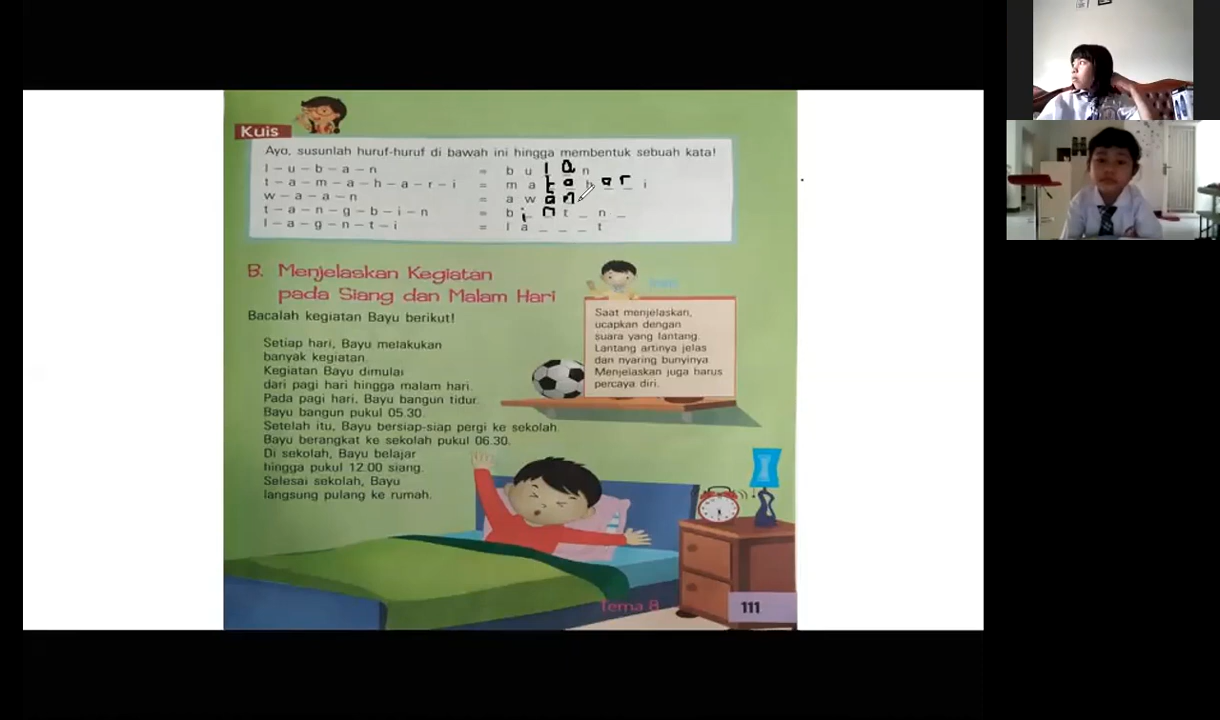 Kuis
Ayo, susunlah huruf-huruf di bawah ini hingga membentuk sebuah kata!
l – u – b – a – n = b u l a n
t – a – m – a – h – a – r – i = m a t a h a r i
w – a – a – n = a w a n
t – a – n – g – b – i – n = b i n t _ n _
l – a – g – n – t – i = l a _ _ _ t
B. Menjelaskan Kegiatan
pada Siang dan Malam Hari
Bacalah kegiatan Bayu berikut!
Saat menjelaskan,
ucapkan dengan
suara yang lantang.
Lantang artinya jelas
dan nyaring bunyinya.
Menjelaskan juga harus
percaya diri.
Setiap hari, Bayu melakukan
banyak kegiatan.
Kegiatan Bayu dimulai
dari pagi hari hingga malam hari.
Pada pagi hari, Bayu bangun tidur.
Bayu bangun pukul 05.30.
Setelah itu, Bayu bersiap-siap pergi ke sekolah.
Bayu berangkat ke sekolah pukul 06.30.
Di sekolah, Bayu belajar
hingga pukul 12.00 siang.
Selesai sekolah, Bayu
langsung pulang ke rumah.
Tema 8
111